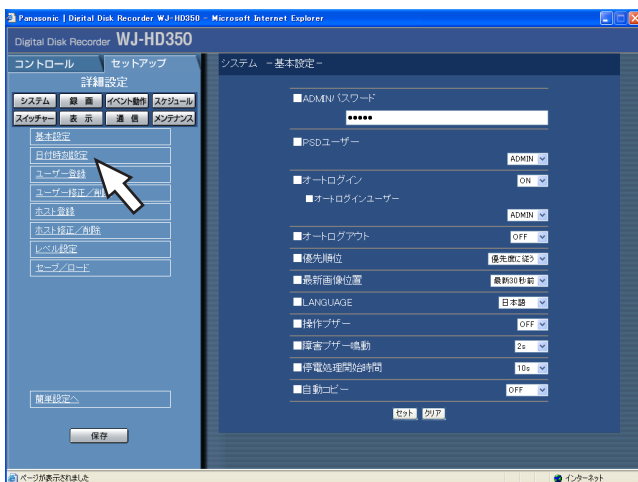 Panasonic | Digital Disk Recorder WJ-HD350 - Microsoft Internet Explorer
Digital Disk Recorder WJ-HD350
コントロール
セットアップ
システム －基本設定－
詳細設定
システム
録 画
イベント動作
スケジュール
スイッチャー
表 示
通 信
メンテナンス
基本設定
日付時刻設定
ユーザー登録
ユーザー修正／削
ホスト登録
ホスト修正／削除
レベル設定
セーブ／ロード
簡単設定へ
保存
■ADMINパスワード
●●●●●
■PSDユーザー
ADMIN
■オートログイン
ON
■オートログインユーザー
ADMIN
■オートログアウト
OFF
■優先順位
優先度に従う
■最新画像位置
最新30秒前
■LANGUAGE
日本語
■操作ブザー
OFF
■障害ブザー鳴動
2s
■停電処理開始時間
10s
■自動コピー
OFF
セット
クリア
ページが表示されました
インターネット